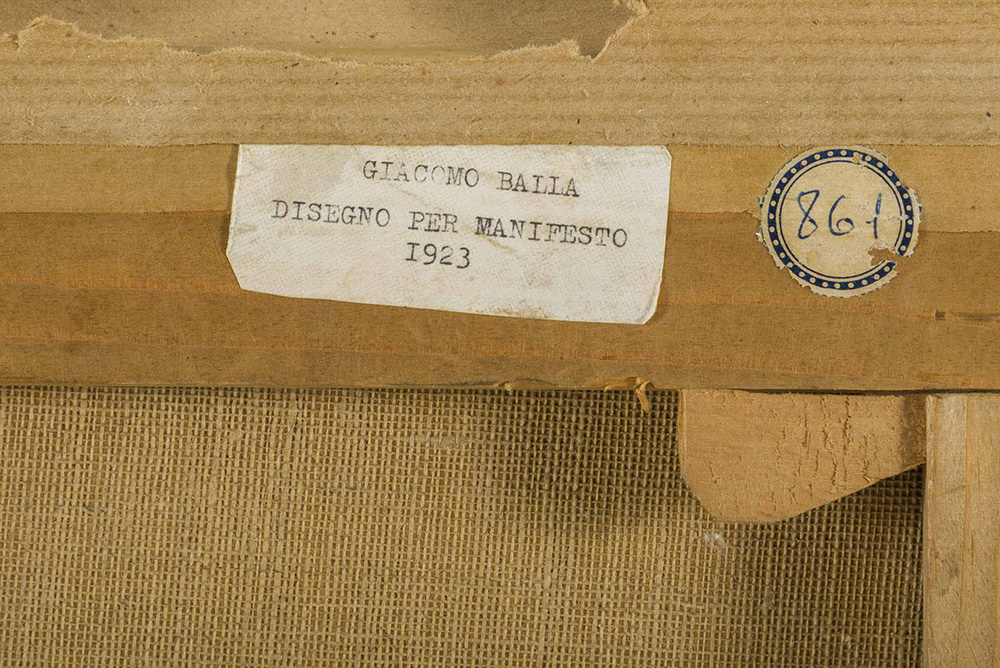 GIACOMO BALLA
DISEGNO PER MANIFESTO
1923
861